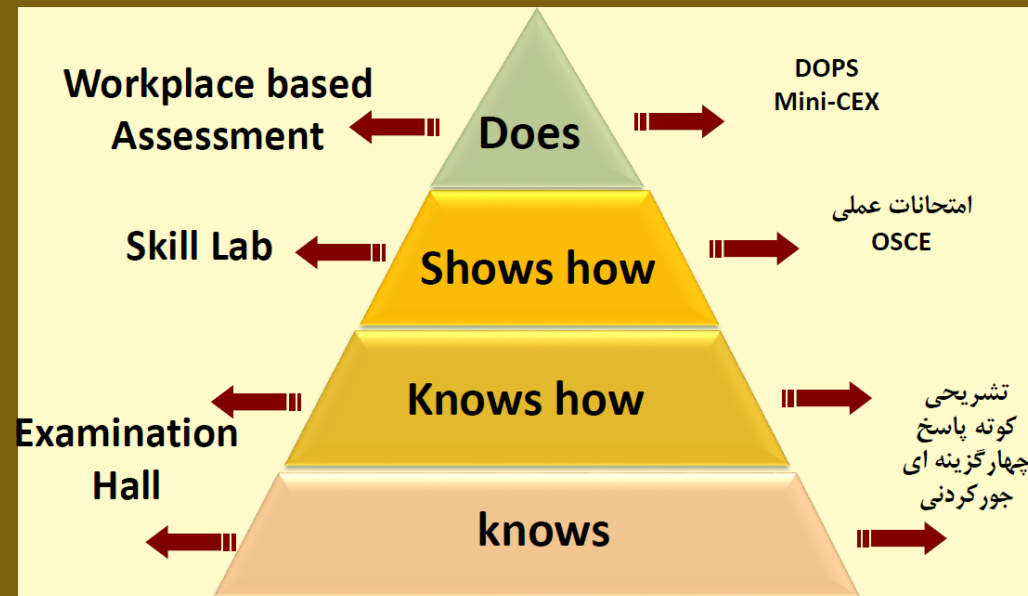 Workplace based
Assessment
Does
DOPS
Mini-CEX
Skill Lab
Shows how
امتحانات عملی
OSCE
Examination
Hall
Knows how
knows
تشریحی
کوته پاسخ
چهارگزینه ای
جورکردنی